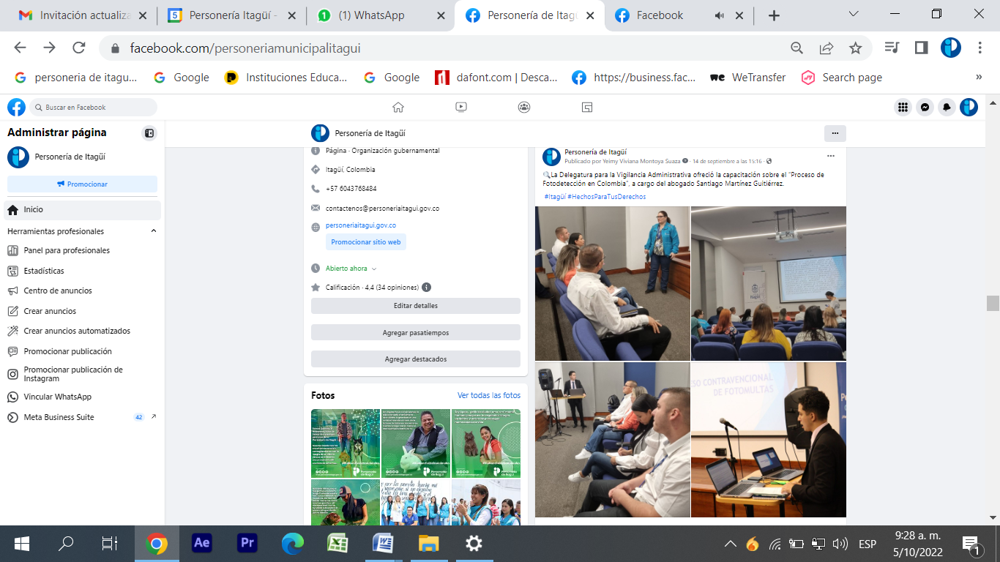 Invitación actualiza
Personería Itagüí -
(1) WhatsApp
Personería de Itagü
Facebook
facebook.com/personeriamunicipalitagui
personeria de itagu...
Google
Instituciones Educa...
Google
dafont.com | Desca...
https://business.fac...
WeTransfer
Search page
»
Buscar en Facebook
Administrar página
Personería de Itagüí
Promocionar
Inicio
Herramientas profesionales
Panel para profesionales
Estadísticas
Centro de anuncios
Crear anuncios
Crear anuncios automatizados
Promocionar publicación
Promocionar publicación de
Instagram
Vincular WhatsApp
Meta Business Suite 42
Personería de Itagüí
Página · Organización gubernamental
Itagüí, Colombia
+57 6043768484
contactenos@personeriaitagui.gov.co
personeriaitagui.gov.co
Promocionar sitio web
Abierto ahora
Calificación · 4,4 (34 opiniones)
Editar detalles
Agregar pasatiempos
Agregar destacados
Fotos
Ver todas las fotos
Personería de Itagüí
Publicado por Yeimy Viviana Montoya Suaza · 14 de septiembre a las 15:16 ·
La Delegatura para la Vigilancia Administrativa ofreció la capacitación sobre el "Proceso de
Fotodetección en Colombia", a cargo del abogado Santiago Martínez Guitiérrez.
#Itagüí #HechosParaTusDerechos
Itagüí
ESO CONTRAVENCIONAL
DE FOTOMULTAS
Ae
Pr
ESP
9:28 a. m.
5/10/2022
1